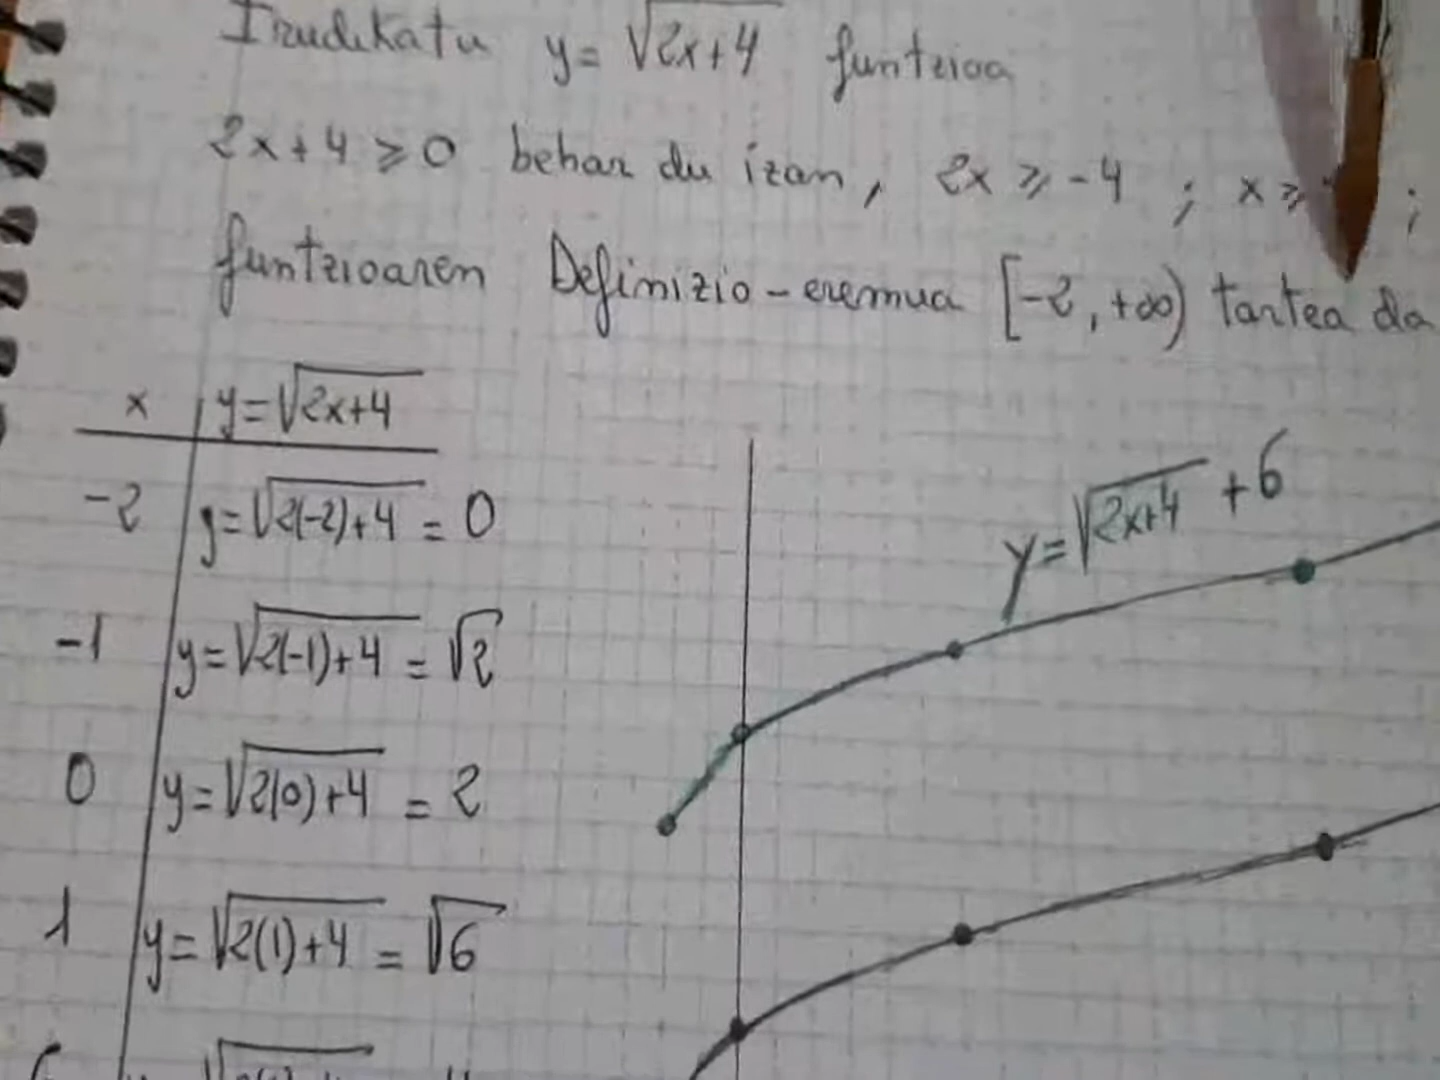 Irudikatu y = √2x+4 funtzioa
2x+4 ≥ 0 behar du izan, 2x ≥ -4 ; x ≥ ;
funtzioaren Definizio-eremua [-2, +∞) tartea da
x y = √2x+4
-2 y = √2(-2)+4 = 0
-1 y = √2(-1)+4 = √2
0 y = √2(0)+4 = 2
1 y = √2(1)+4 = √6
y = √2x+4 + 6